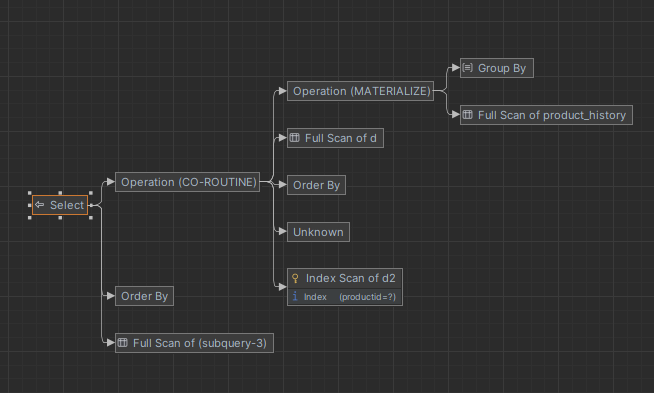 Group By
Operation (MATERIALIZE)
Full Scan of product_history
Full Scan of d
Operation (CO-ROUTINE)
Order By
Select
Unknown
Index Scan of d2
Index (productid=?)
Order By
Full Scan of (subquery-3)